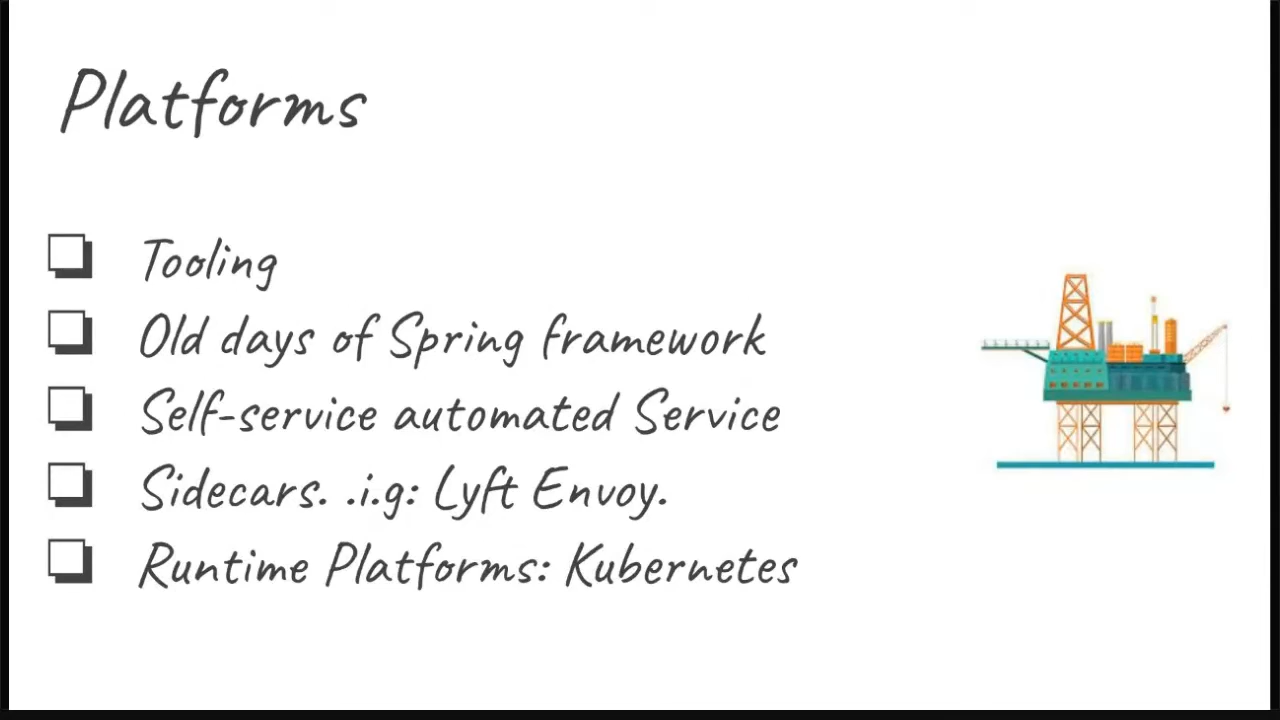 Platforms
Tooling
Old days of Spring framework
Self-service automated Service
Sidecars. .i.g: Lyft Envoy.
Runtime Platforms: Kubernetes